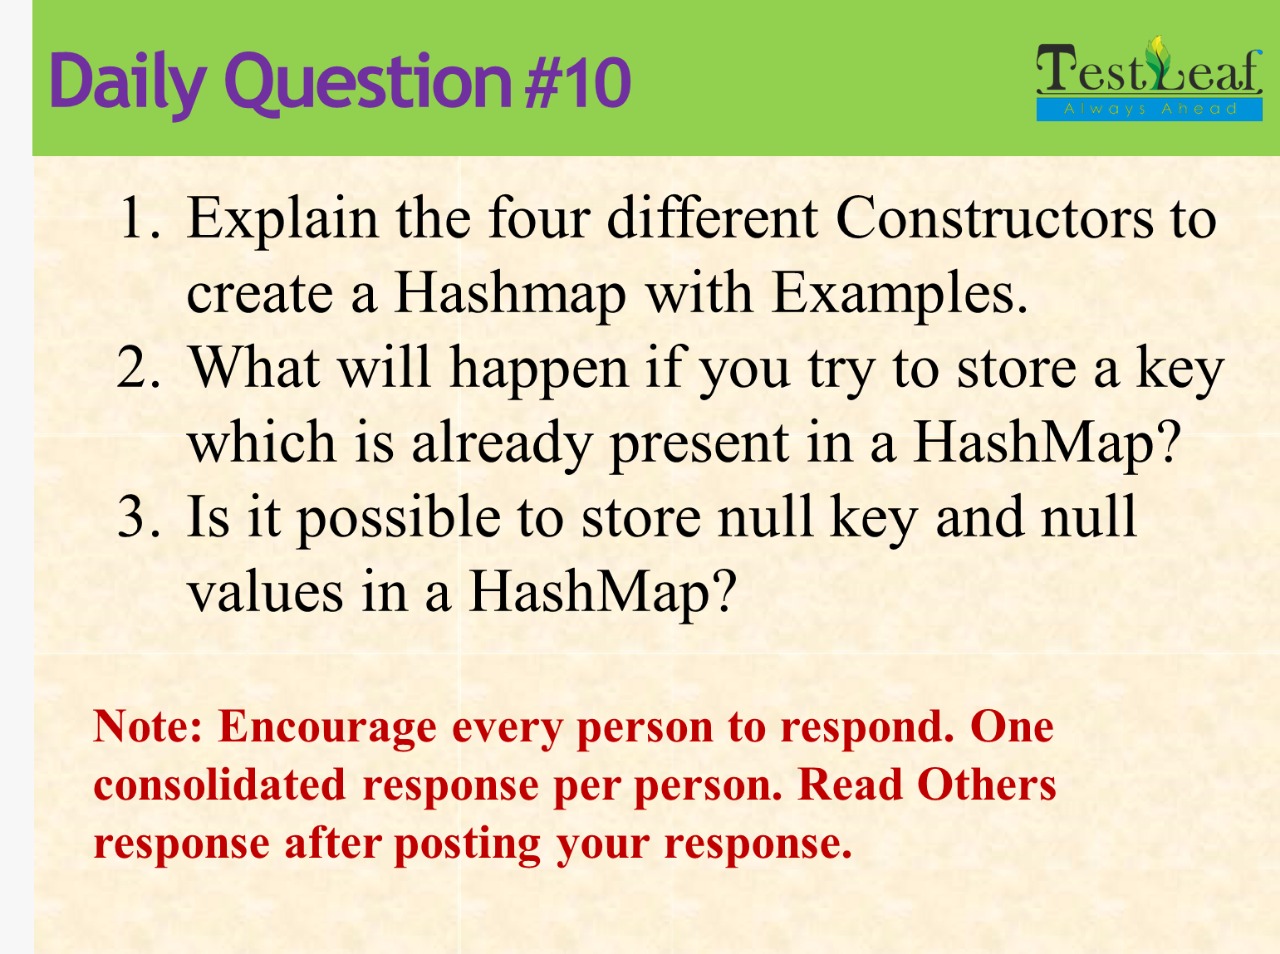 Daily Question #10
TestLeaf
Always Ahead
1. Explain the four different Constructors to
create a Hashmap with Examples.
2. What will happen if you try to store a key
which is already present in a HashMap?
3. Is it possible to store null key and null
values in a HashMap?
Note: Encourage every person to respond. One
consolidated response per person. Read Others
response after posting your response.